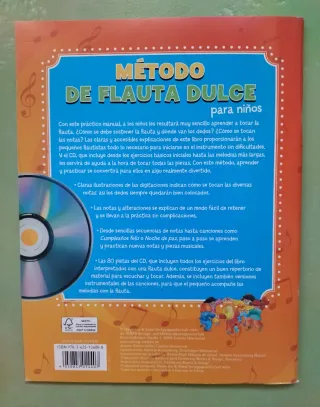 MÉTODO
DE FLAUTA DULCE
para niños
Con este práctico manual, a los niños les resultará muy sencillo aprender a tocar la
flauta. ¿Cómo se debe sostener la flauta y dónde van los dedos? ¿Cómo se tocan
las notas? Las claras y accesibles explicaciones de este libro proporcionarán a los
pequeños flautistas todo lo necesario para iniciarse en el instrumento sin dificultades.
Y el CD, que incluye desde los ejercicios básicos iniciales hasta las melodías más largas,
les servirá de ayuda a la hora de tocar todas las piezas. Con este método, aprender
y practicar se convertirá para ellos en algo realmente divertido.
• Claras ilustraciones de las digitaciones indican cómo se tocan las diversas
notas y los dedos siempre quedarán bien colocados.
• Las notas y alteraciones se explican de un modo fácil de retener
y se llevan a la práctica sin complicaciones.
• Desde sencillas secuencias de notas hasta canciones como
Cumpleaños feliz o Noche de paz: paso a paso se aprenden
y practican nuevas notas y piezas musicales.
• Las 80 pistas del CD, que incluyen todos los ejercicios del libro
interpretados con una flauta dulce, constituyen un buen repertorio de
material para escuchar y tocar. Además, se incluyen también versiones
instrumentales de las canciones, para que el pequeño acompañe las
melodías con la flauta.
FSC